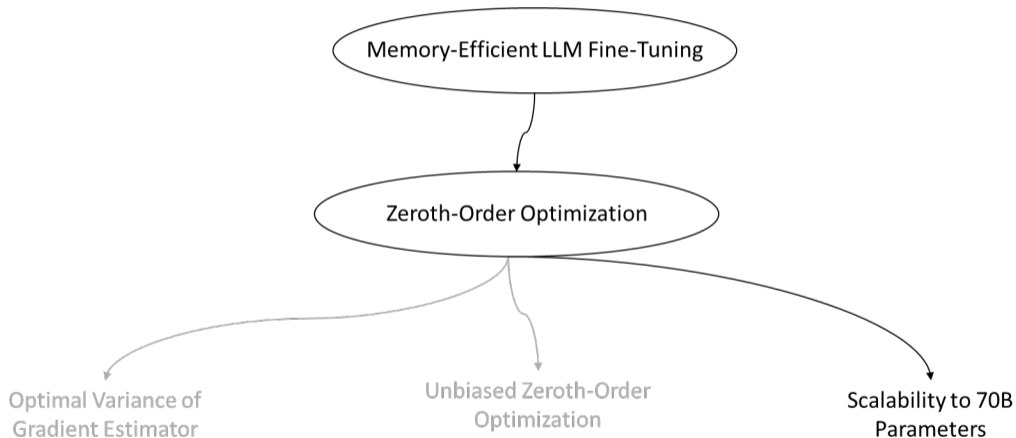 Memory-Efficient LLM Fine-Tuning
Zeroth-Order Optimization
Optimal Variance of
Gradient Estimator
Unbiased Zeroth-Order
Optimization
Scalability to 70B
Parameters